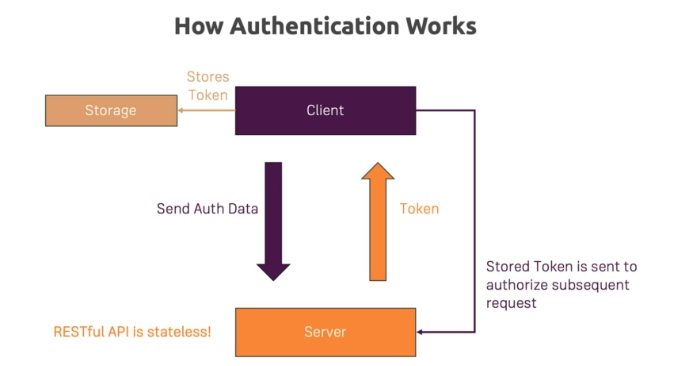 How Authentication Works
Stores
Token
Storage
Client
Send Auth Data
Token
Stored Token is sent to
authorize subsequent
request
RESTful API is stateless!
Server